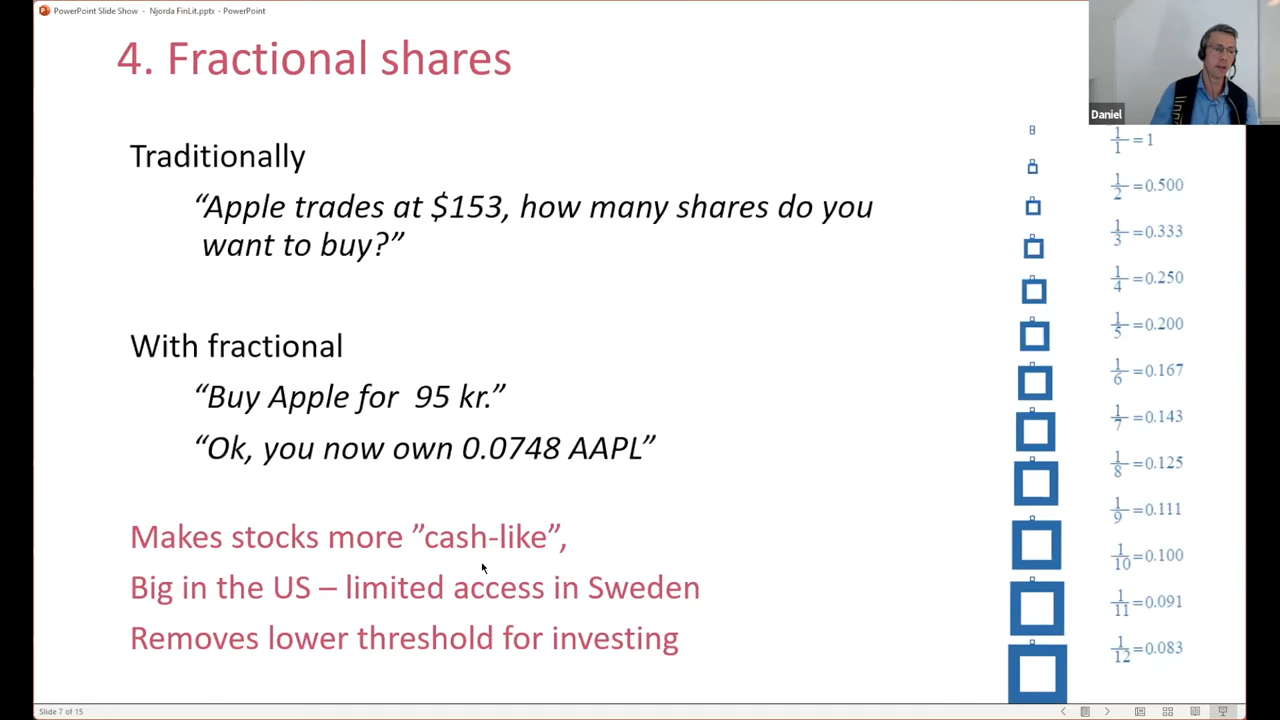 PowerPoint Slide Show - Njorda FinLit.pptx - PowerPoint
4. Fractional shares
Daniel
Traditionally
“Apple trades at $153, how many shares do you
want to buy?”
With fractional
“Buy Apple for 95 kr.”
“Ok, you now own 0.0748 AAPL”
Makes stocks more ”cash-like”,
Big in the US – limited access in Sweden
Removes lower threshold for investing
1/1 = 1
1/2 =0.500
1/3 =0.333
1/4 =0.250
1/5 =0.200
1/6 =0.167
1/7 =0.143
1/8 =0.125
1/9 =0.111
1/10 =0.100
1/11 =0.091
1/12 =0.083
Slide 7 of 15